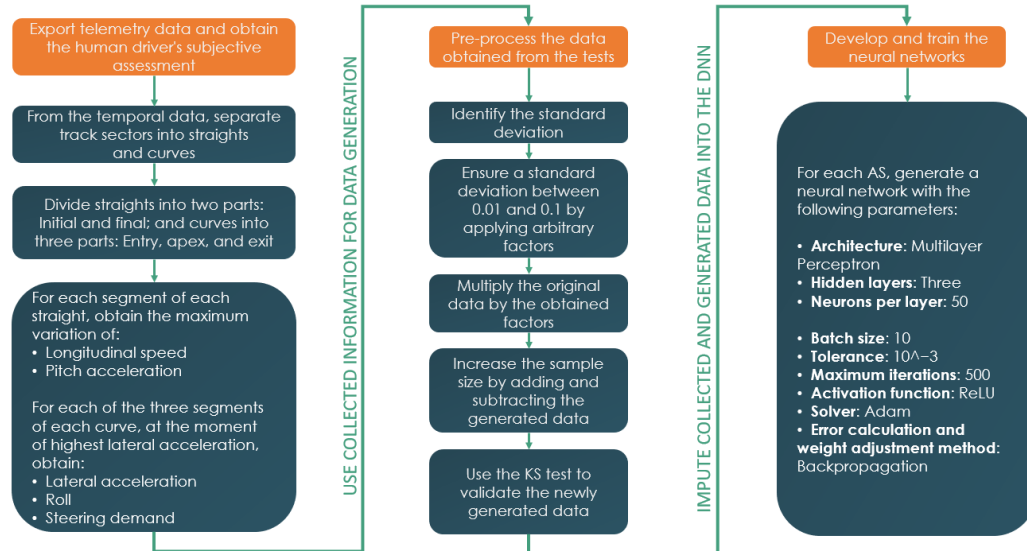 Export telemetry data and obtain
the human driver's subjective
assessment
From the temporal data, separate
track sectors into straights
and curves
Divide straights into two parts:
Initial and final; and curves into
three parts: Entry, apex, and exit
For each segment of each
straight, obtain the maximum
variation of:
• Longitudinal speed
• Pitch acceleration
For each of the three segments
of each curve, at the moment
of highest lateral acceleration,
obtain:
• Lateral acceleration
• Roll
• Steering demand
USE COLLECTED INFORMATION FOR DATA GENERATION
Pre-process the data
obtained from the tests
Identify the standard
deviation
Ensure a standard
deviation between
0.01 and 0.1 by
applying arbitrary
factors
Multiply the original
data by the obtained
factors
Increase the sample
size by adding and
subtracting the
generated data
Use the KS test to
validate the newly
generated data
IMPUTE COLLECTED AND GENERATED DATA INTO THE DNN
Develop and train the
neural networks
For each AS, generate a
neural network with the
following parameters:
• Architecture: Multilayer
Perceptron
• Hidden layers: Three
• Neurons per layer: 50
• Batch size: 10
• Tolerance: 10^−3
• Maximum iterations: 500
• Activation function: ReLU
• Solver: Adam
• Error calculation and
weight adjustment method:
Backpropagation